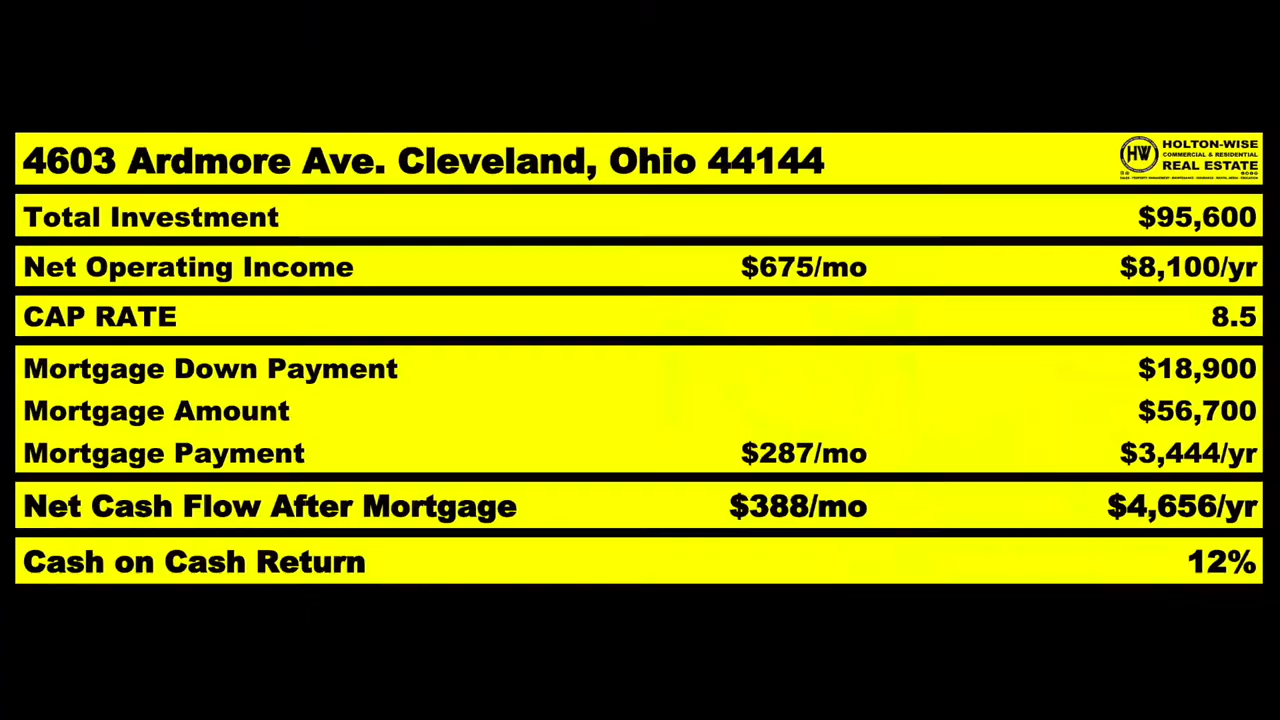 4603 Ardmore Ave. Cleveland, Ohio 44144
HW
HOLTON-WISE
COMMERCIAL & RESIDENTIAL
REAL ESTATE
Total Investment $95,600
Net Operating Income $675/mo $8,100/yr
CAP RATE 8.5
Mortgage Down Payment $18,900
Mortgage Amount $56,700
Mortgage Payment $287/mo $3,444/yr
Net Cash Flow After Mortgage $388/mo $4,656/yr
Cash on Cash Return 12%